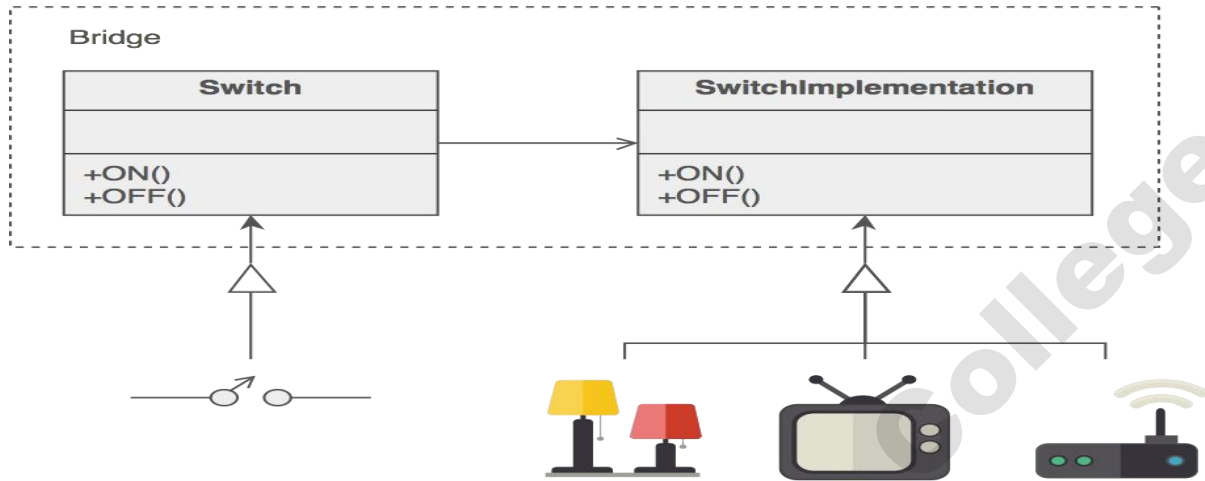 Bridge
Switch
+ON()
+OFF()
SwitchImplementation
+ON()
+OFF()
College